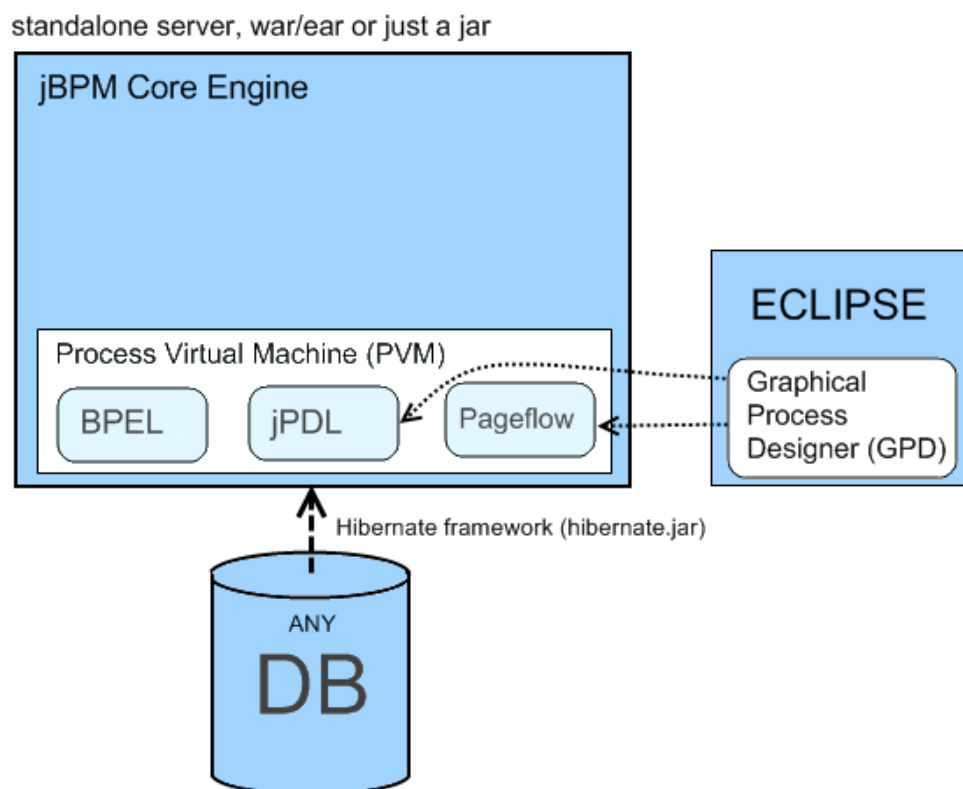 standalone server, war/ear or just a jar
jBPM Core Engine
Process Virtual Machine (PVM)
BPEL
jPDL
Pageflow
ECLIPSE
Graphical
Process
Designer (GPD)
Hibernate framework (hibernate.jar)
ANY
DB